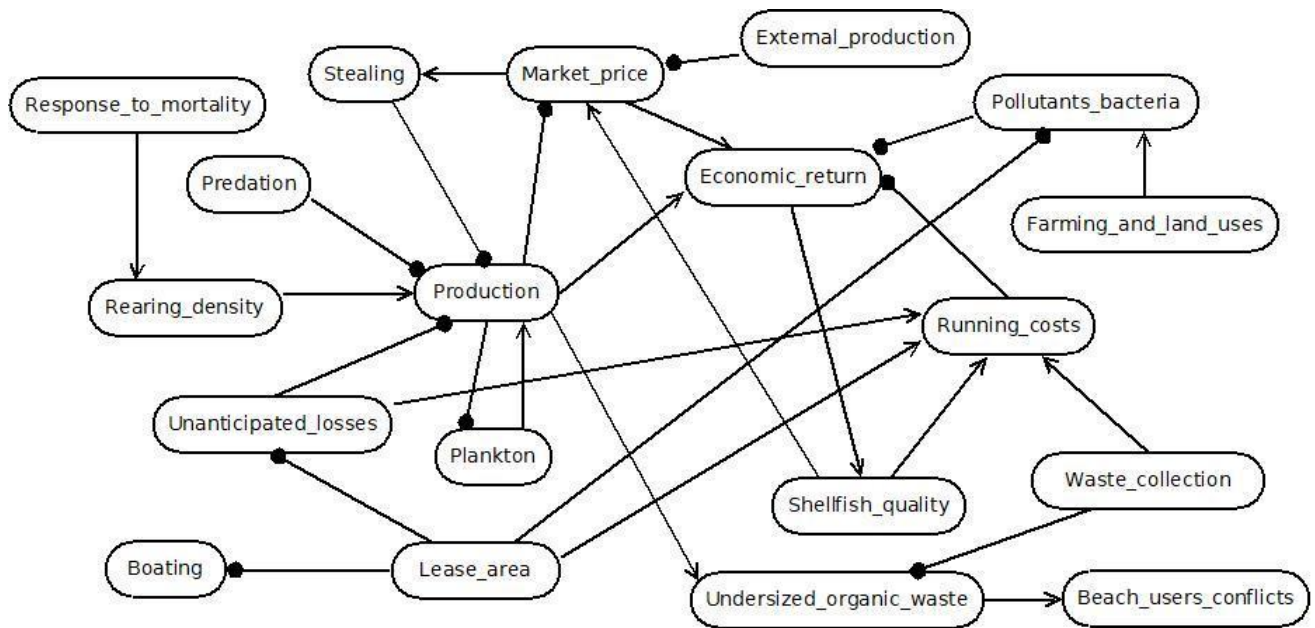 External_production
Stealing
Market_price
Response_to_mortality
Pollutants_bacteria
Predation
Economic_return
Farming_and_land_uses
Rearing_density
Production
Running_costs
Unanticipated_losses
Plankton
Shellfish_quality
Waste_collection
Boating
Lease_area
Undersized_organic_waste
Beach_users_conflicts